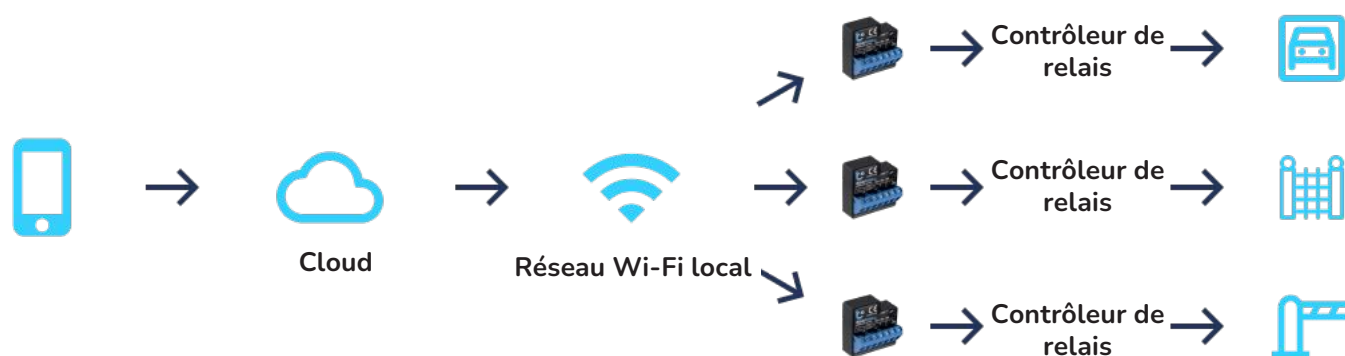 Contrôleur de
relais
Contrôleur de
relais
Cloud
Réseau Wi-Fi local
Contrôleur de
relais